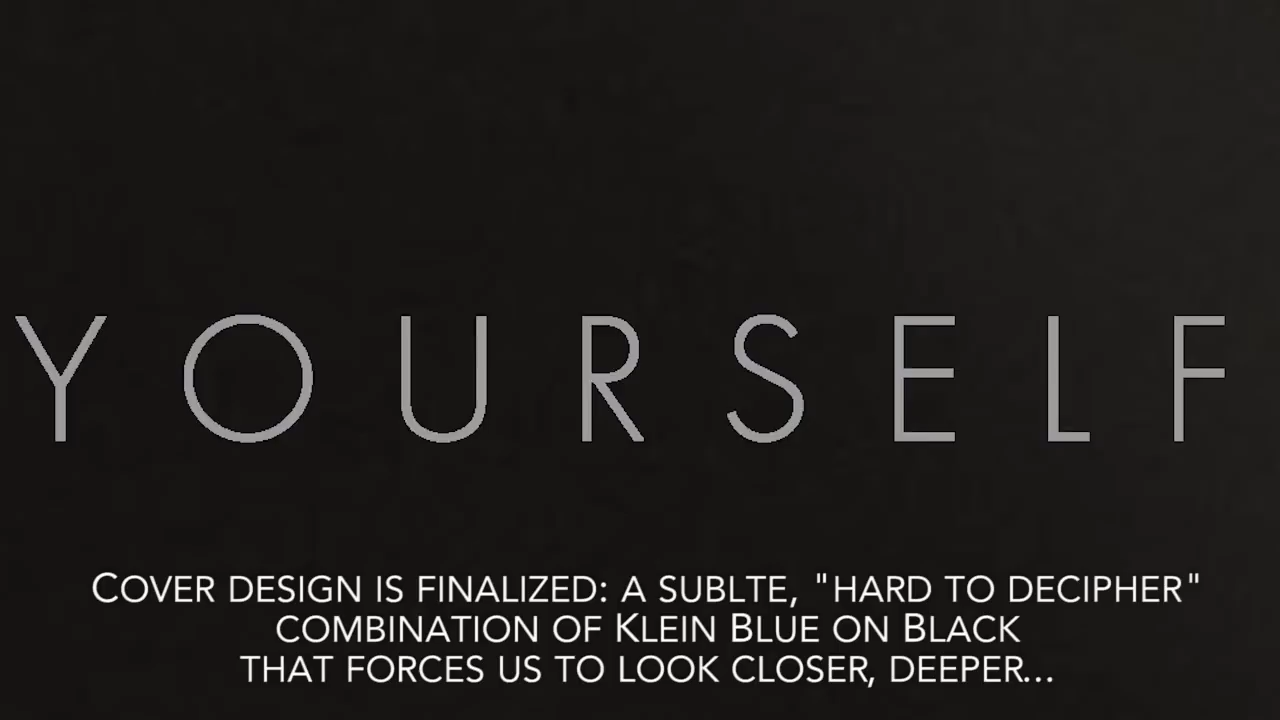 YOURSELF
COVER DESIGN IS FINALIZED: A SUBLTE, "HARD TO DECIPHER"
COMBINATION OF KLEIN BLUE ON BLACK
THAT FORCES US TO LOOK CLOSER, DEEPER...